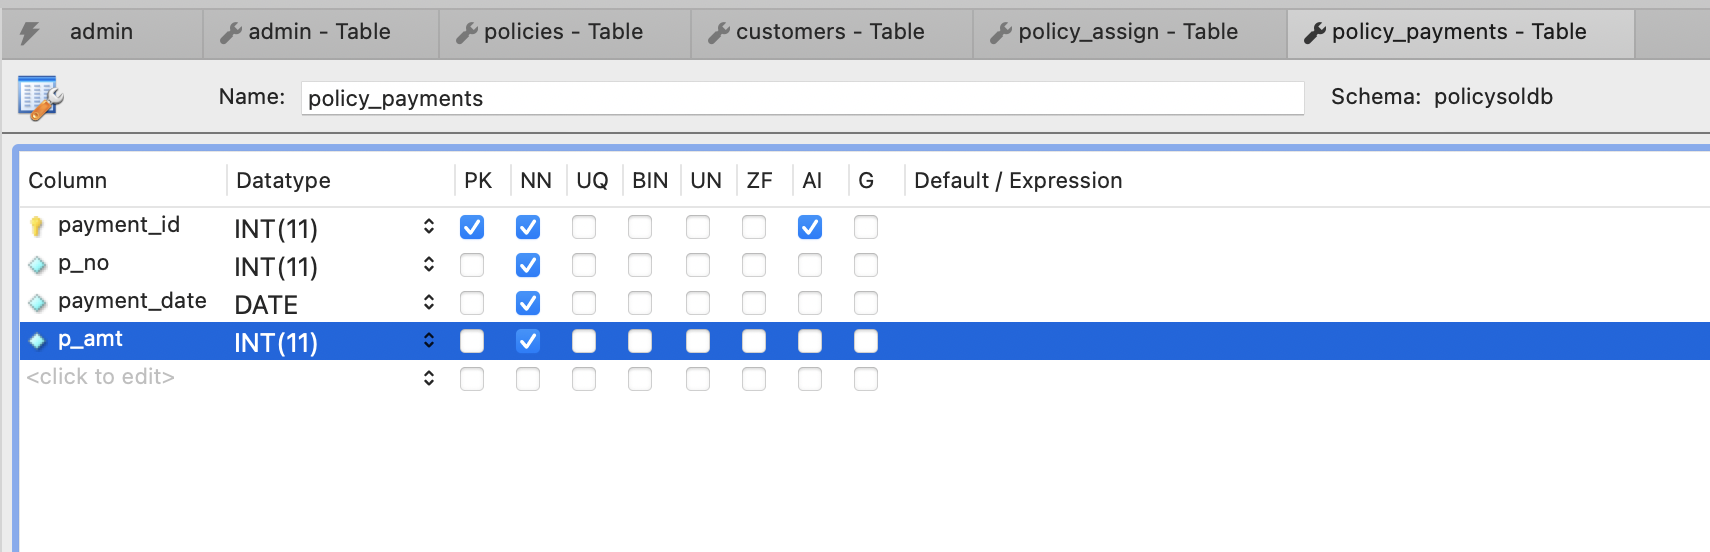 admin admin - Table policies - Table customers - Table policy_assign - Table policy_payments - Table
Name: policy_payments Schema: policysoldb
Column Datatype PK NN UQ BIN UN ZF AI G Default / Expression
payment_id INT(11)
p_no INT(11)
payment_date DATE
p_amt INT(11)
<click to edit>